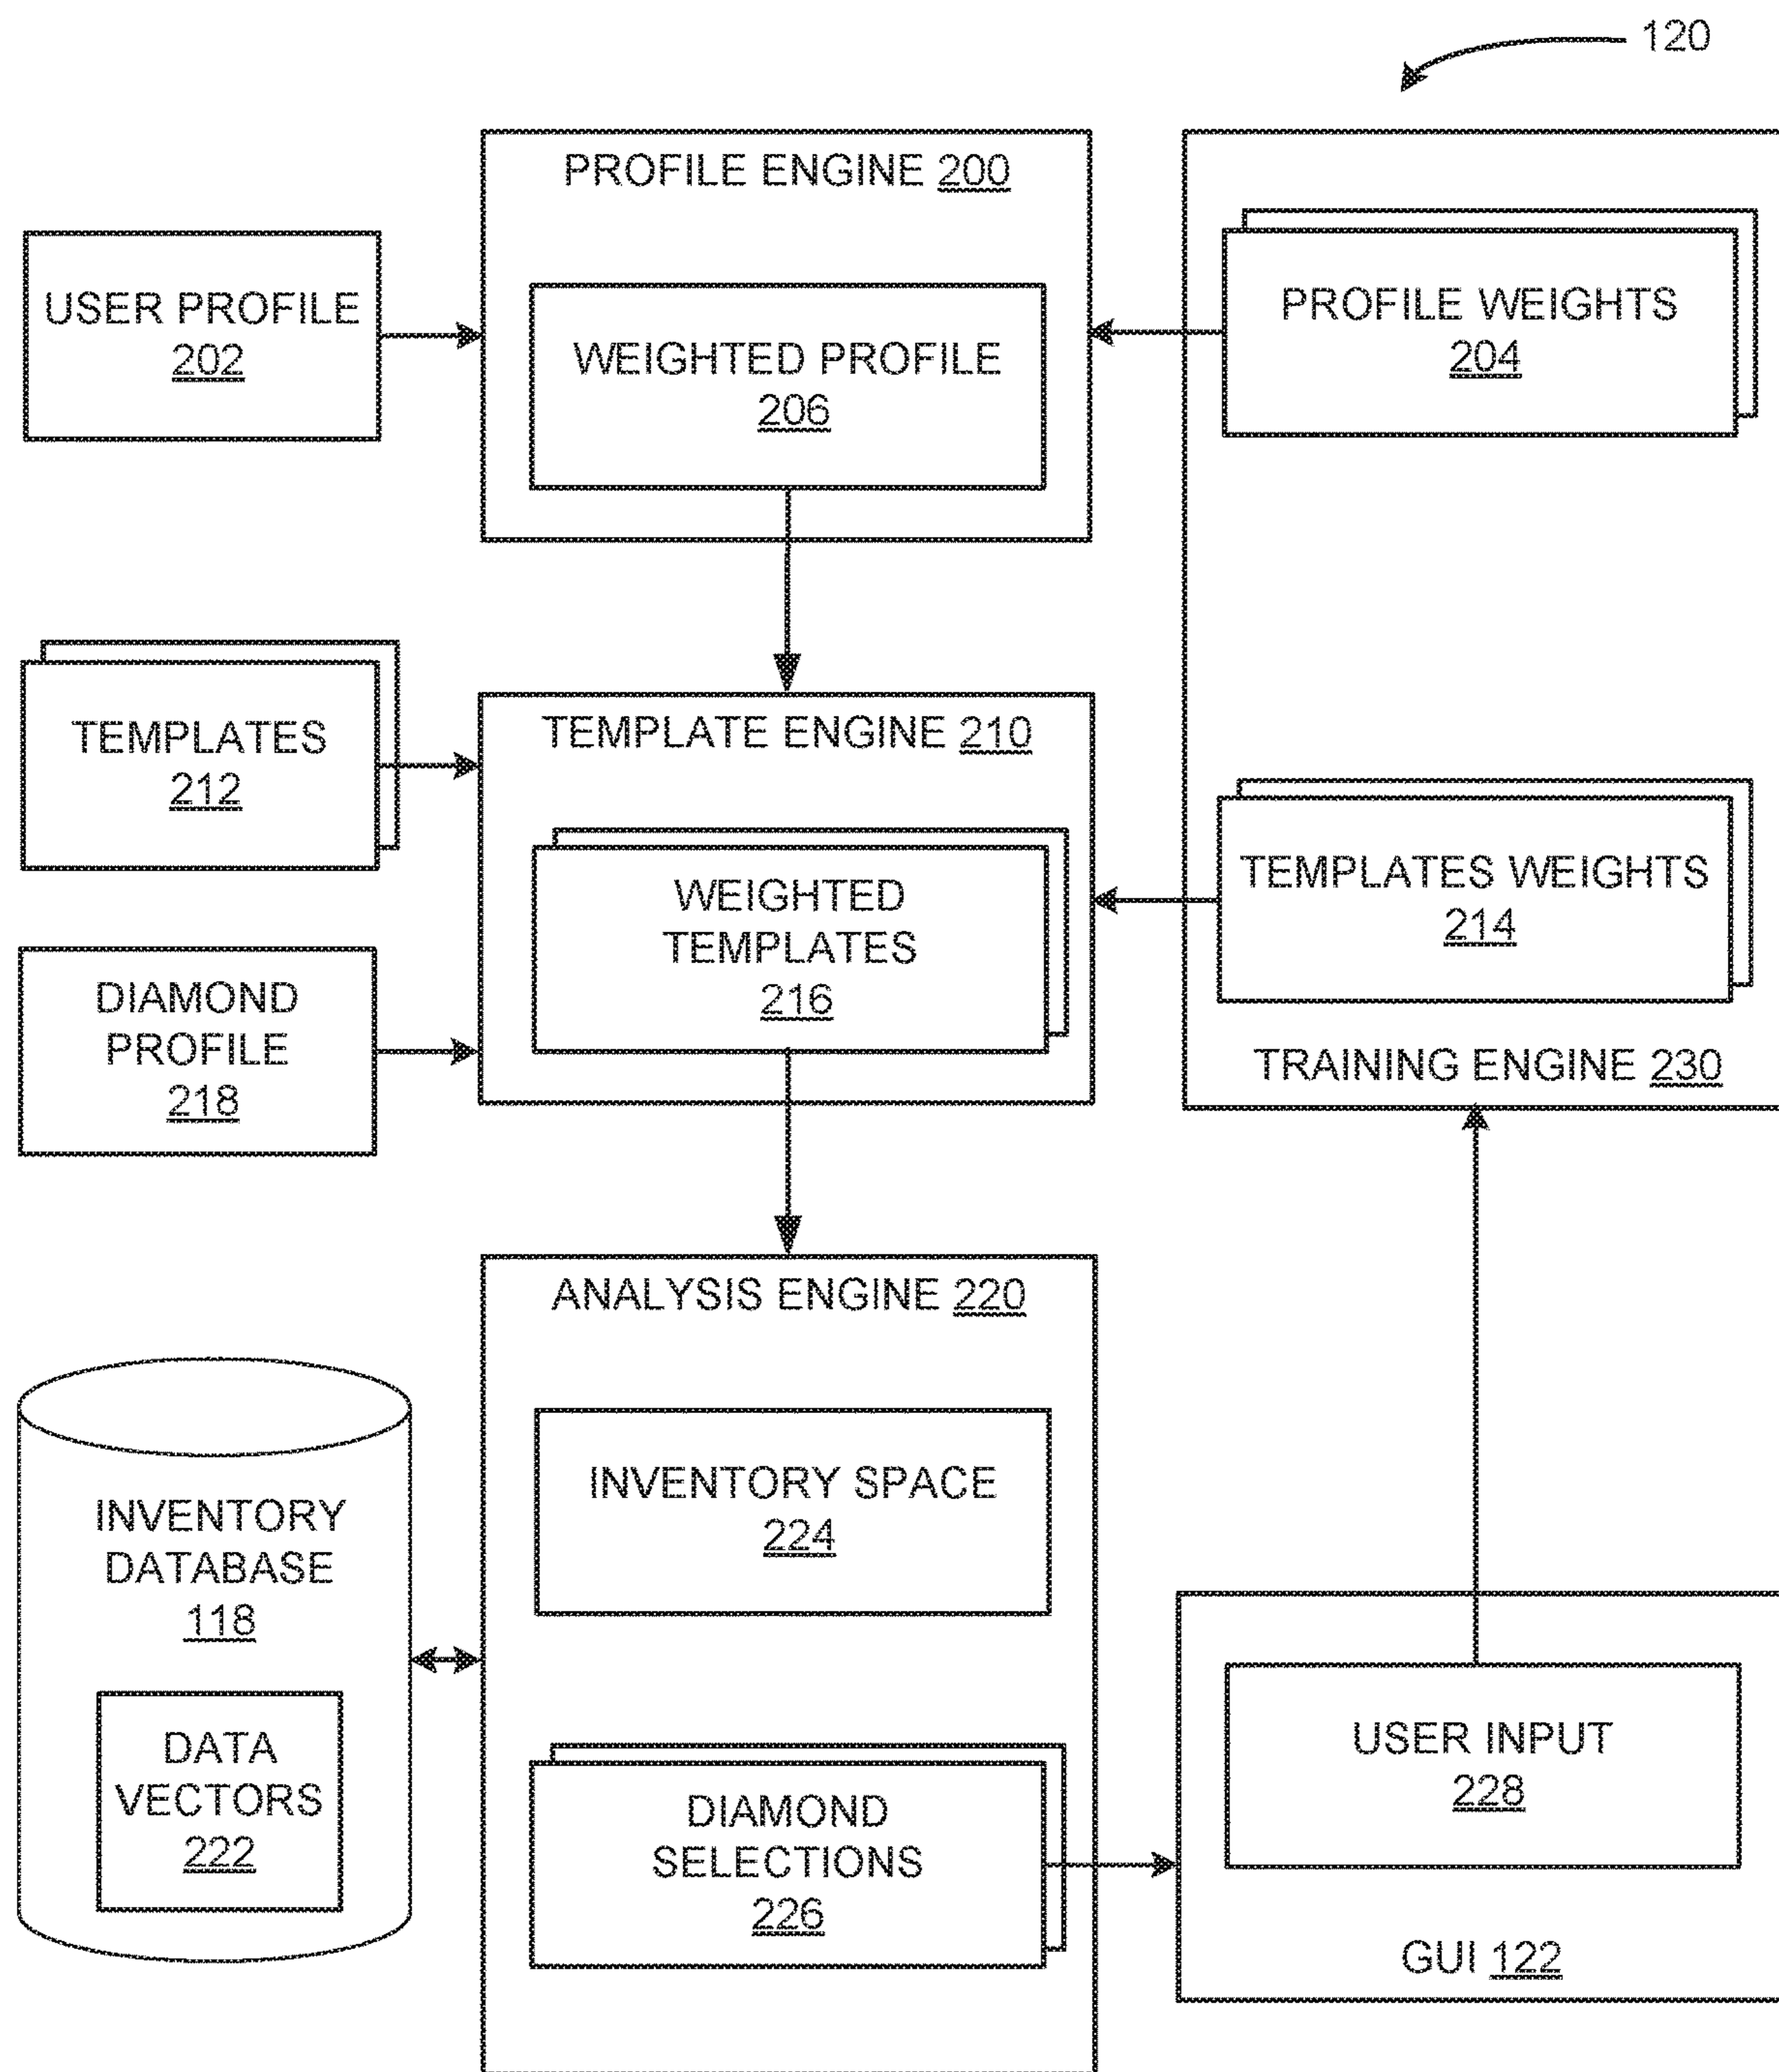 120
PROFILE ENGINE 200
USER PROFILE
202
WEIGHTED PROFILE
206
PROFILE WEIGHTS
204
TEMPLATES
212
TEMPLATE ENGINE 210
WEIGHTED
TEMPLATES
216
TEMPLATES WEIGHTS
214
DIAMOND
PROFILE
218
TRAINING ENGINE 230
ANALYSIS ENGINE 220
INVENTORY SPACE
224
INVENTORY
DATABASE
118
DATA
VECTORS
222
DIAMOND
SELECTIONS
226
USER INPUT
228
GUI 122